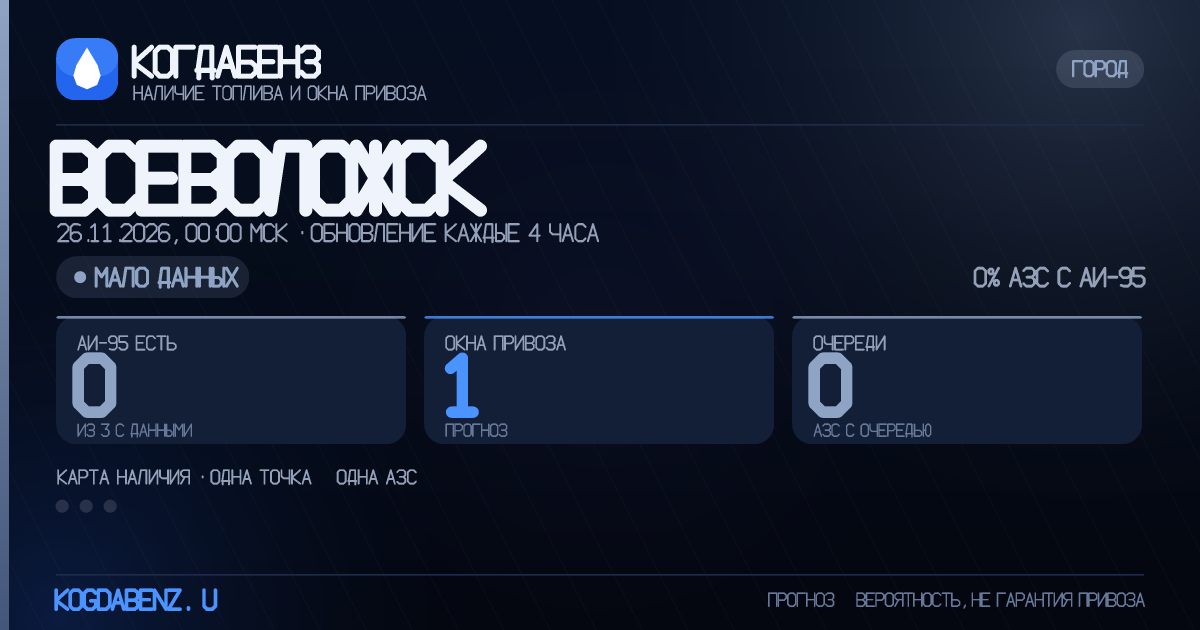 КОГДАБЕНЗ
НАЛИЧИЕ ТОПЛИВА И ОКНА ПРИВОЗА
ГОРОД
ВСЕВОЛОЖСК
26.11.2026, 00:00 МСК · ОБНОВЛЕНИЕ КАЖДЫЕ 4 ЧАСА
МАЛО ДАННЫХ
0% АЗС С АИ-95
АИ-95 ЕСТЬ
0
ИЗ 3 С ДАННЫМИ
ОКНА ПРИВОЗА
1
ПРОГНОЗ
ОЧЕРЕДИ
0
АЗС С ОЧЕРЕДЬЮ
КАРТА НАЛИЧИЯ · ОДНА ТОЧКА ОДНА АЗС
KOGDABENZ. U
ПРОГНОЗ ВЕРОЯТНОСТЬ, НЕ ГАРАНТИЯ ПРИВОЗА